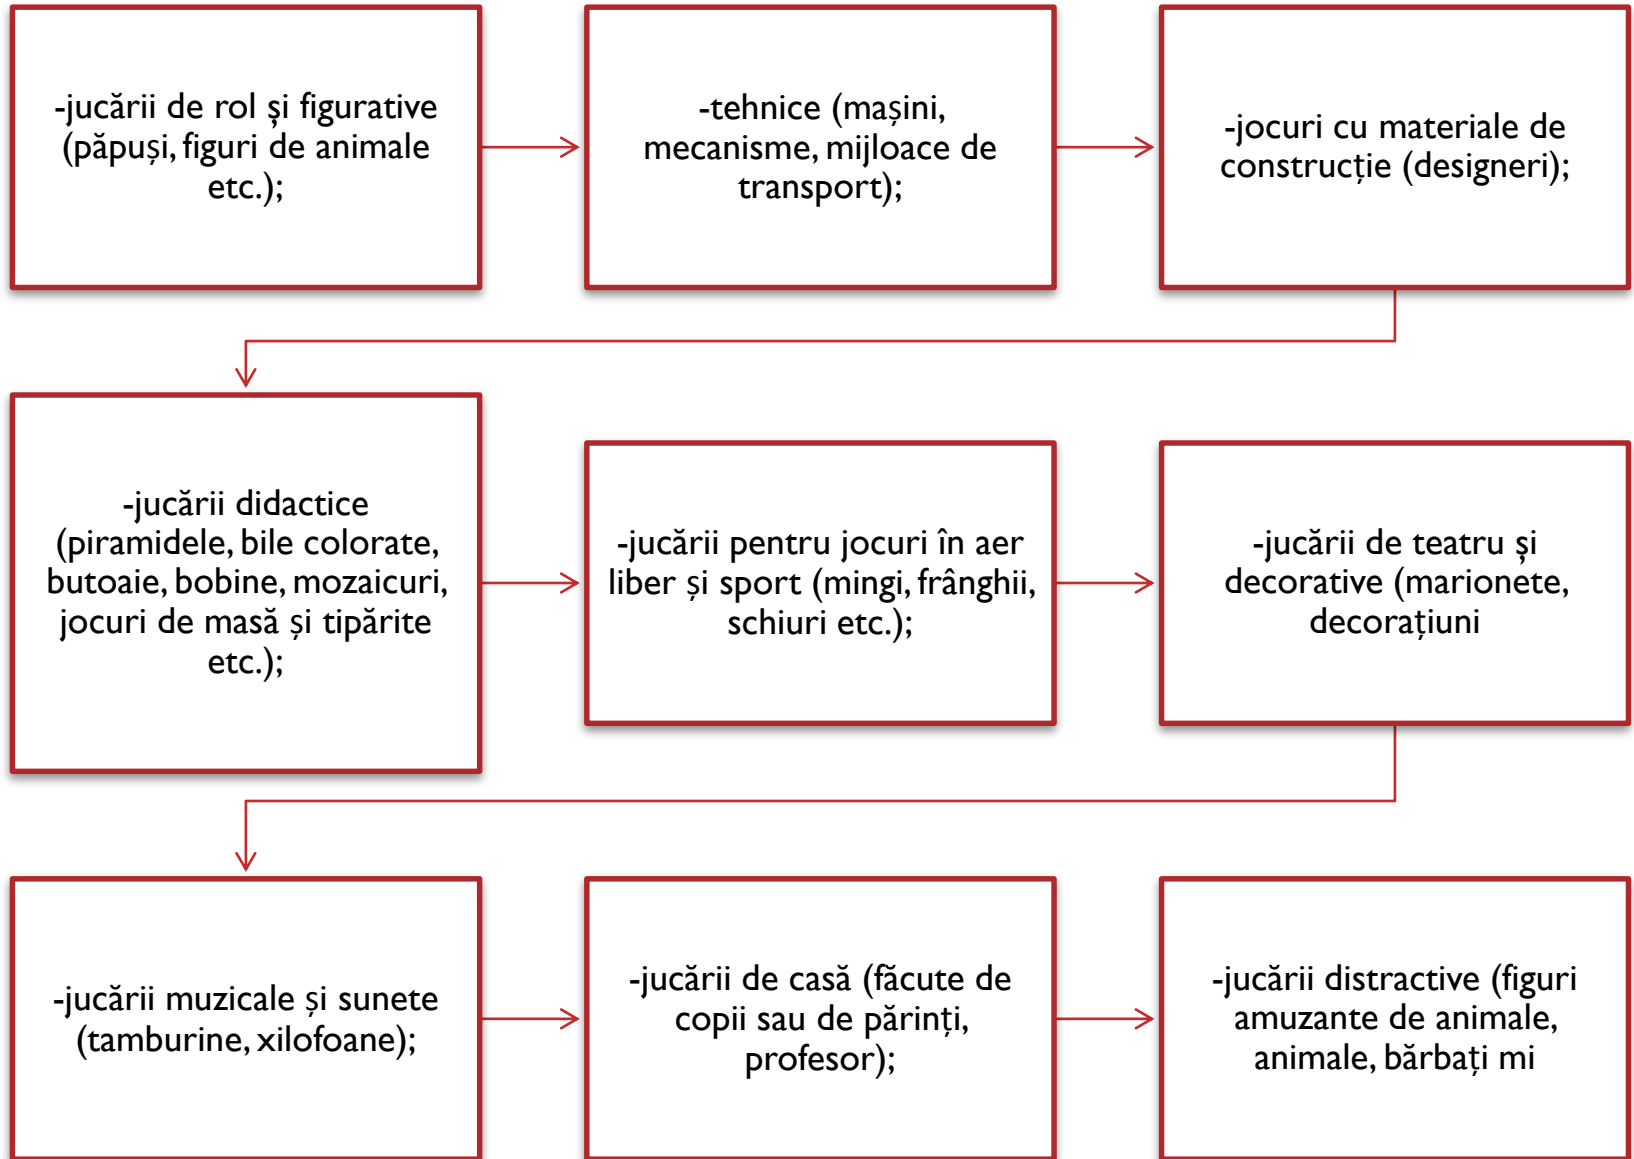 -jucării de rol și figurative
(păpuși, figuri de animale
etc.);
-tehnice (mașini,
mecanisme, mijloace de
transport);
-jocuri cu materiale de
construcție (designeri);
-jucării didactice
(piramidele, bile colorate,
butoaie, bobine, mozaicuri,
jocuri de masă și tipărite
etc.);
-jucării pentru jocuri în aer
liber și sport (mingi, frânghii,
schiuri etc.);
-jucării de teatru și
decorative (marionete,
decorațiuni
-jucării muzicale și sunete
(tamburine, xilofoane);
-jucării de casă (făcute de
copii sau de părinți,
profesor);
-jucării distractive (figuri
amuzante de animale,
animale, bărbați mi